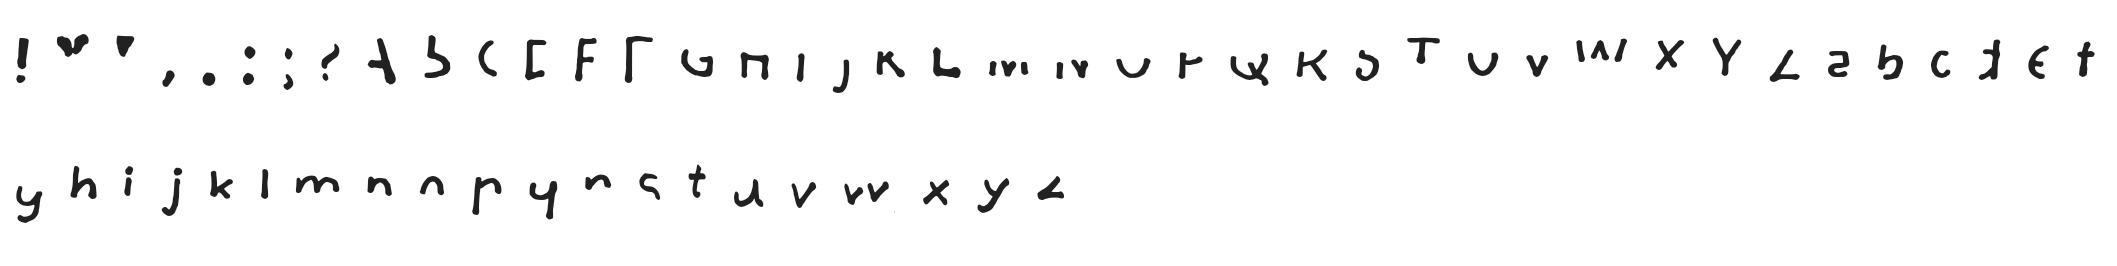 ! " ' , . : ; ? A B C D E F G H I J K L M N O P Q R S T U V W X Y Z a b c d e f
g h i j k l m n o p q r s t u v w x y z